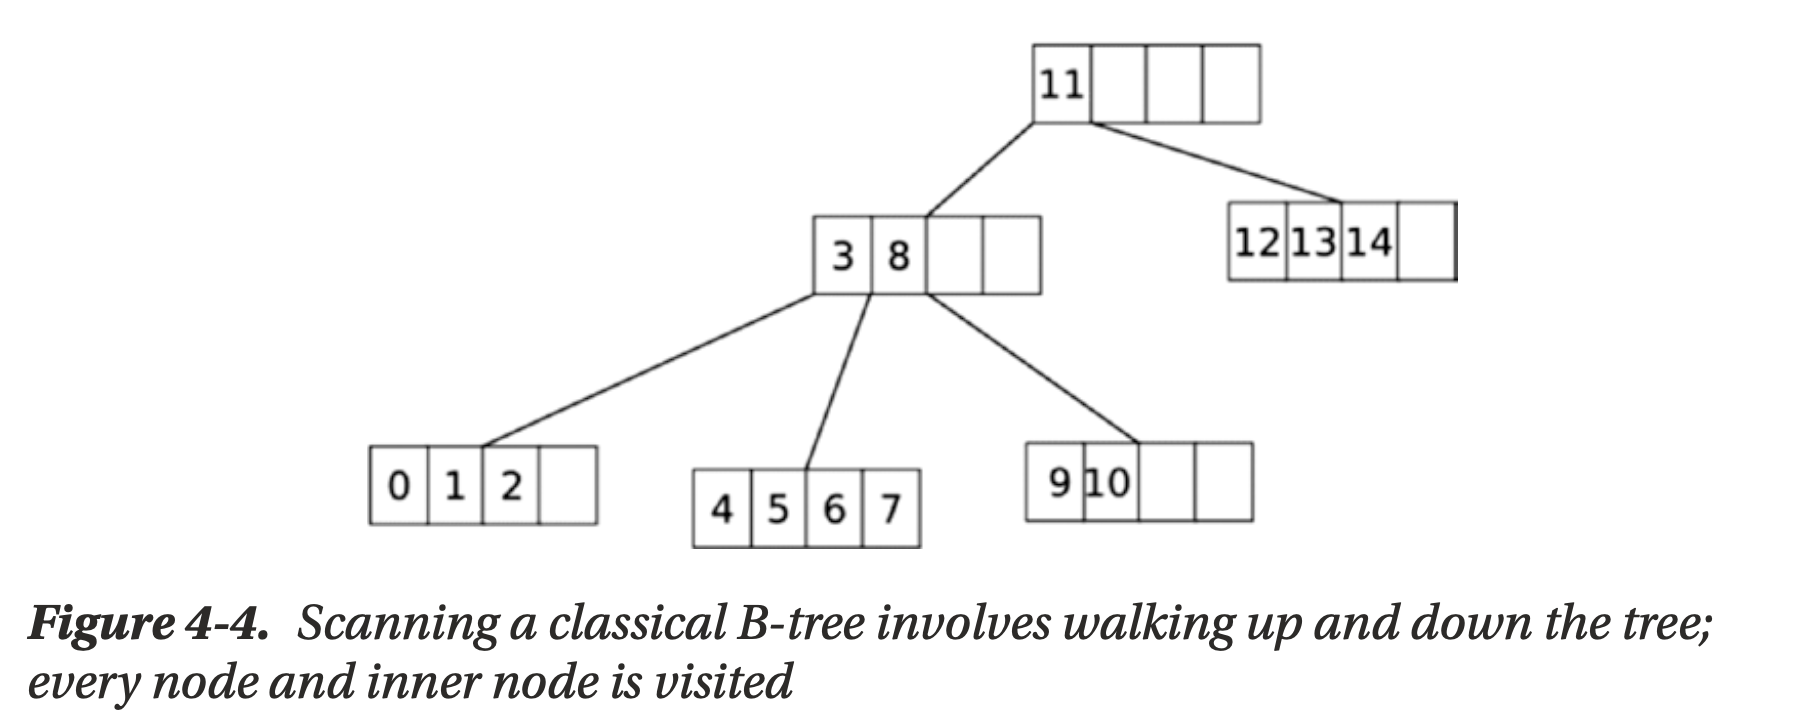 11
3 8
12 13 14
0 1 2
4 5 6 7
9 10
Figure 4-4. Scanning a classical B-tree involves walking up and down the tree;
every node and inner node is visited